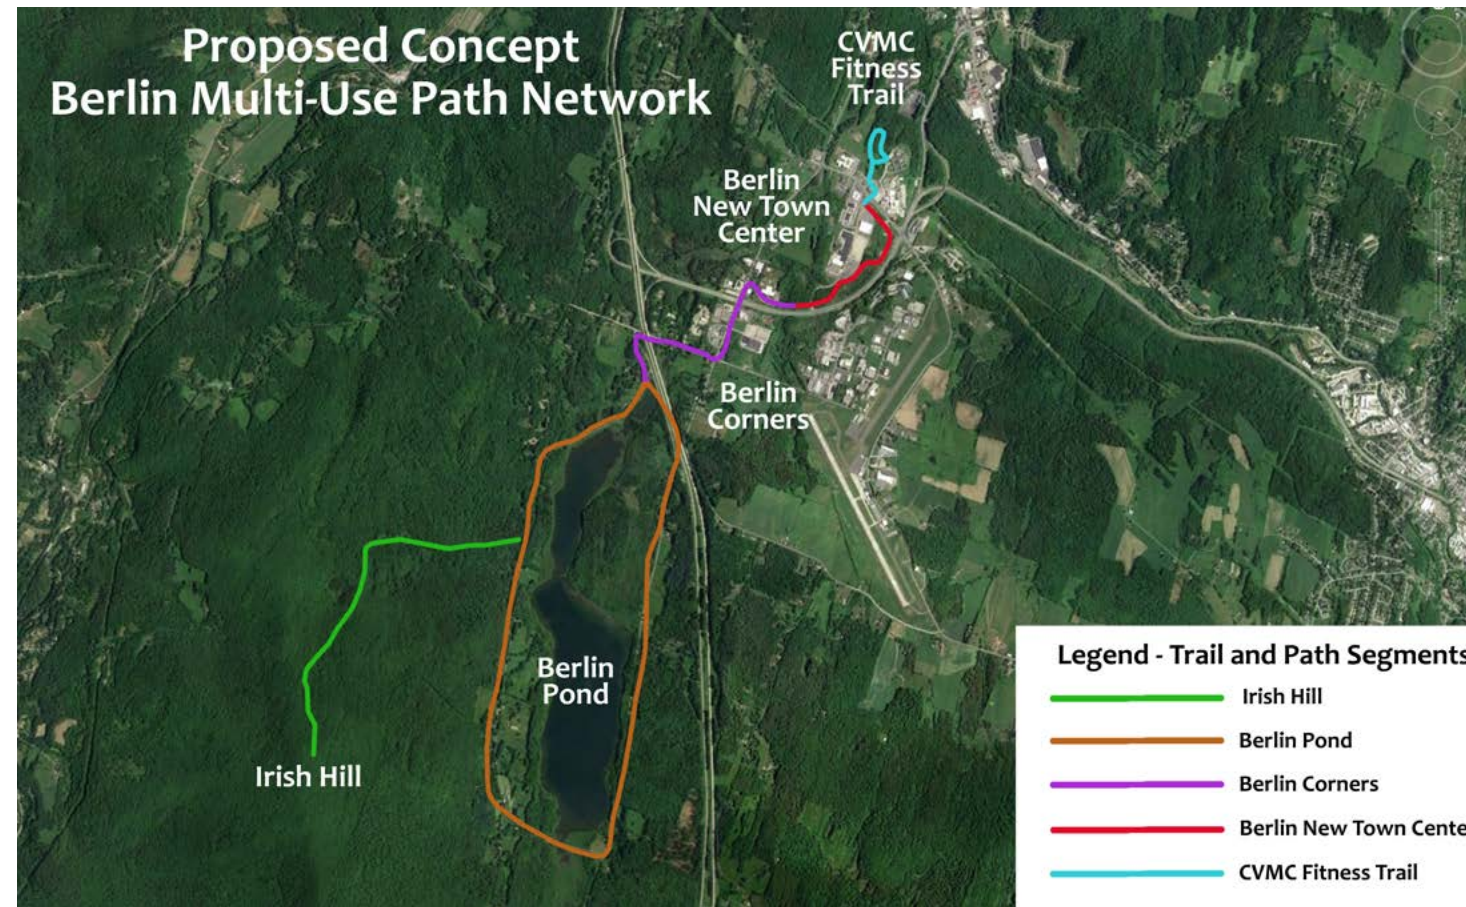 Proposed Concept
Berlin Multi-Use Path Network
CVMC
Fitness
Trail
Berlin
New Town
Center
Berlin
Corners
Berlin
Pond
Irish Hill
Legend - Trail and Path Segments
Irish Hill
Berlin Pond
Berlin Corners
Berlin New Town Cente
CVMC Fitness Trail